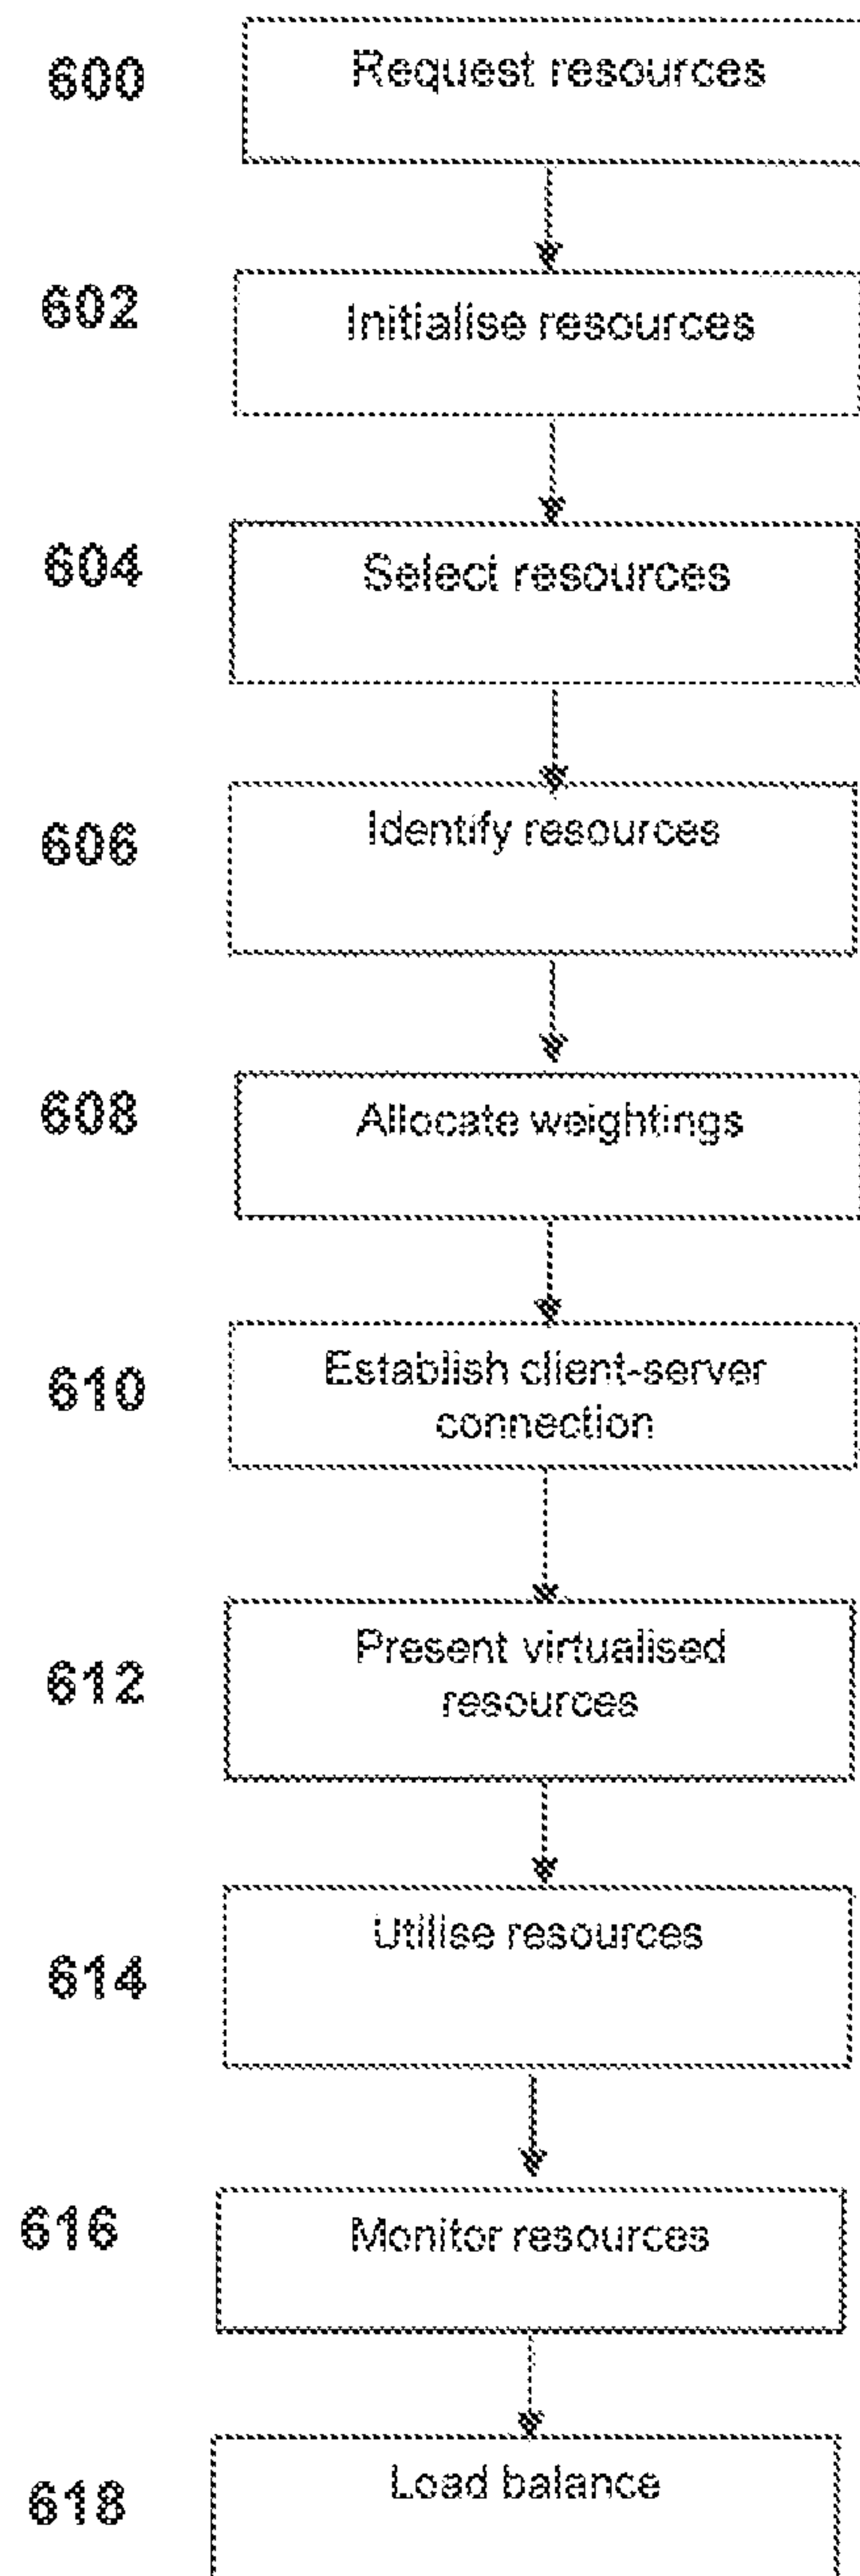 600 Request resources
602 Initialise resources
604 Select resources
606 Identify resources
608 Allocate weightings
610 Establish client-server
connection
612 Present virtualised
resources
614 Utilise resources
616 Monitor resources
618 Load balance